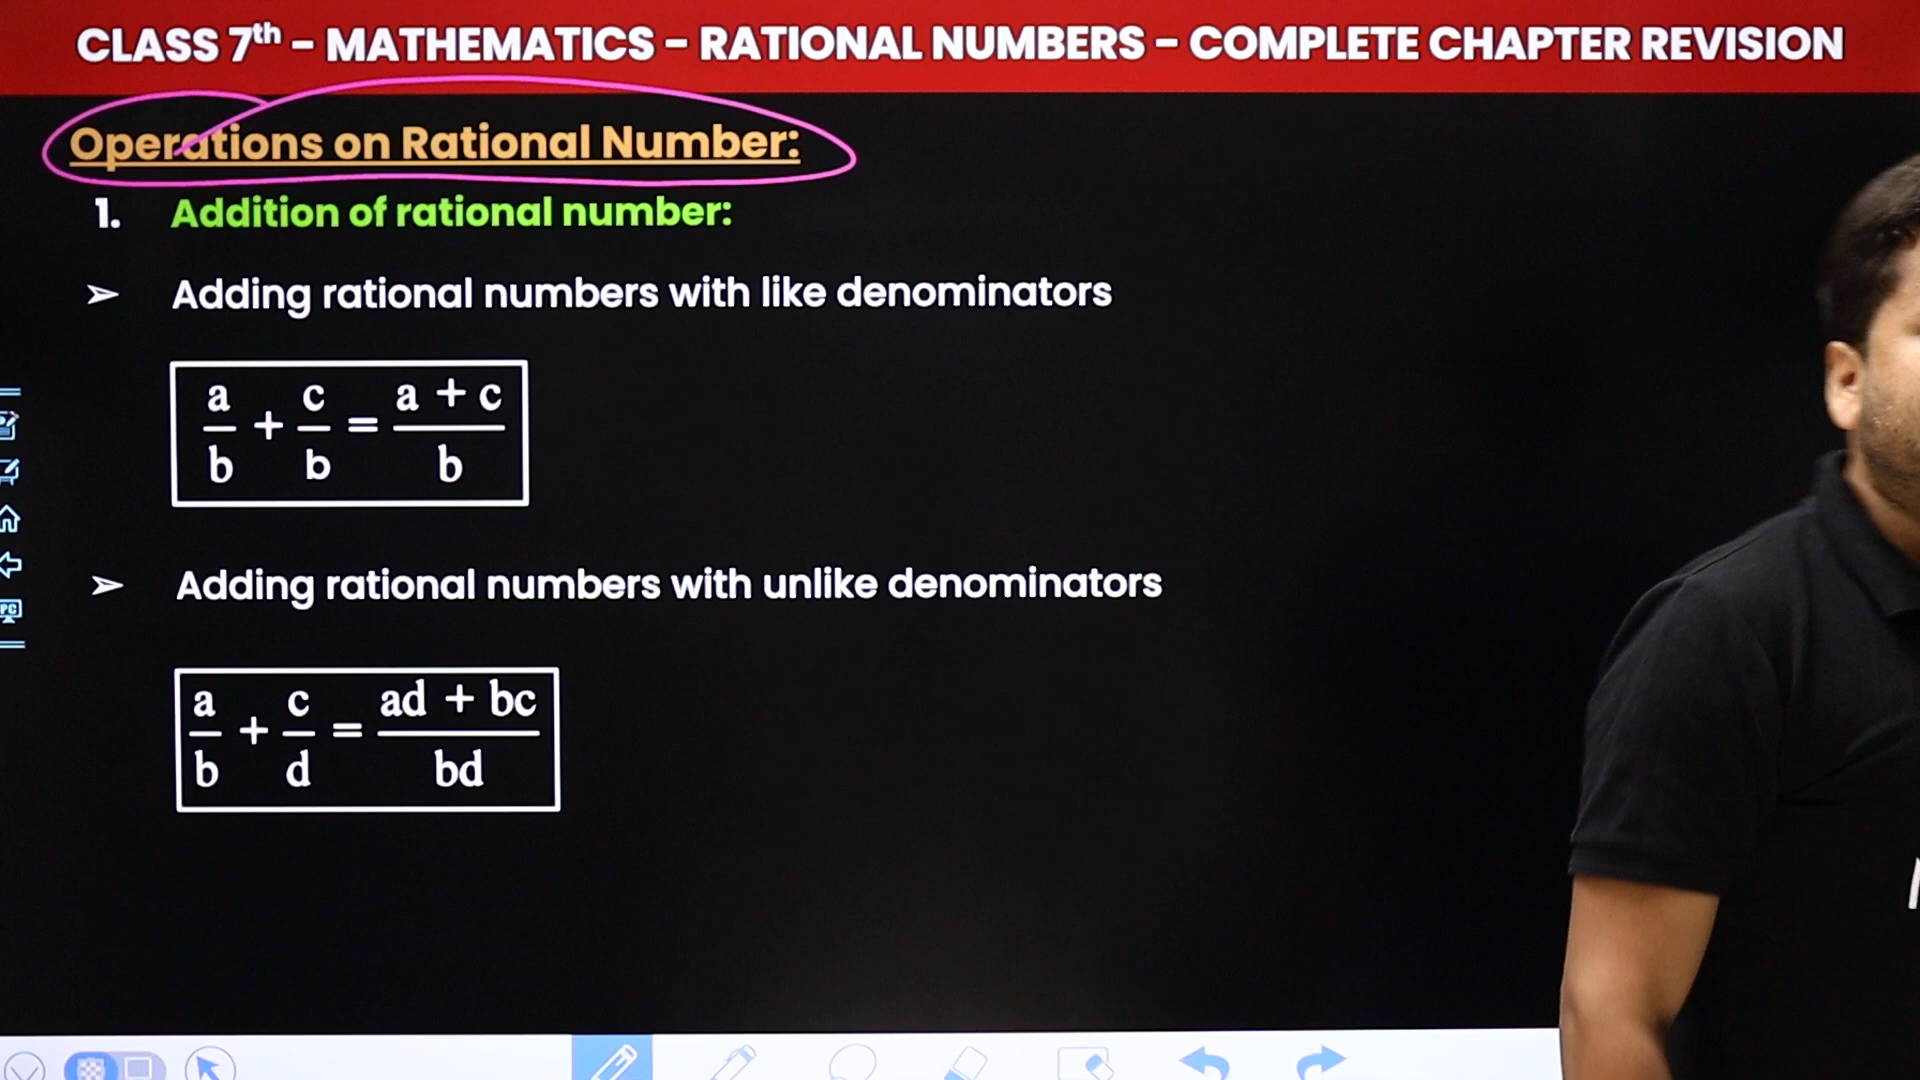 CLASS 7th - MATHEMATICS - RATIONAL NUMBERS - COMPLETE CHAPTER REVISION
Operations on Rational Number:
1. Addition of rational number:
➢ Adding rational numbers with like denominators
a/b + c/b = a + c/b
➢ Adding rational numbers with unlike denominators
a/b + c/d = ad + bc/bd
PC